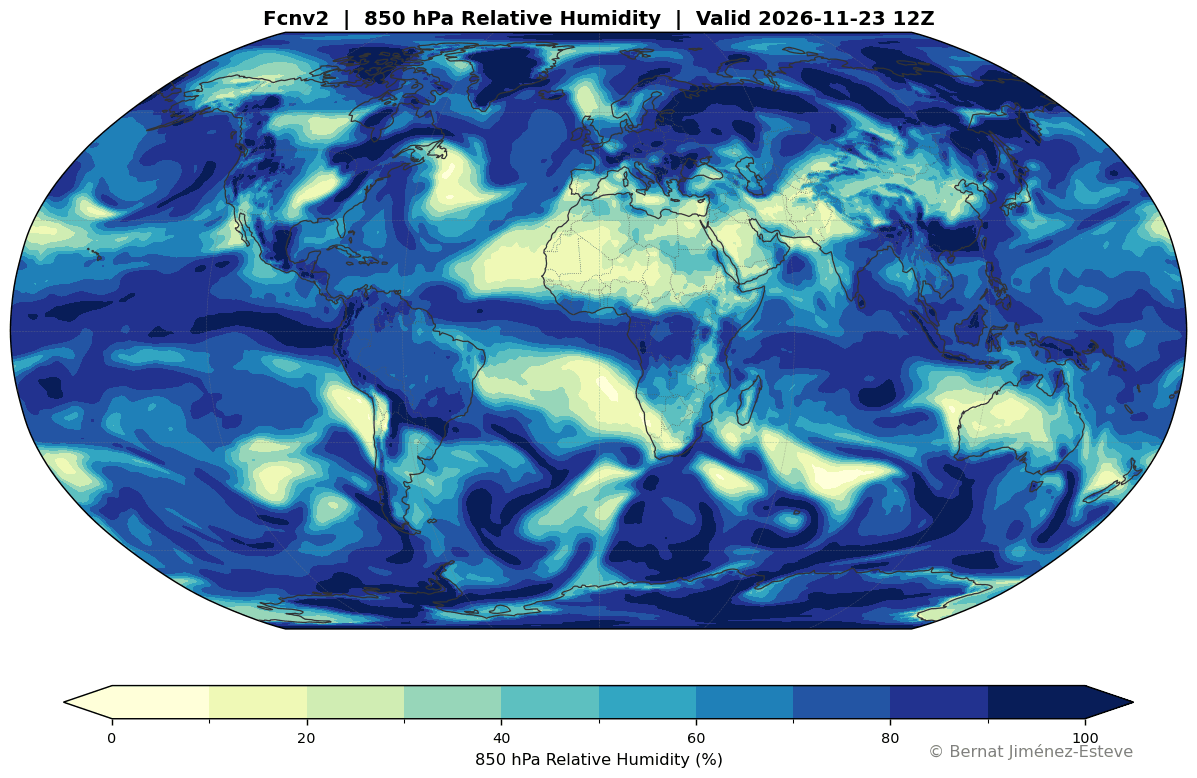 Fcnv2 | 850 hPa Relative Humidity | Valid 2026-11-23 12Z
0 20 40 60 80 100
850 hPa Relative Humidity (%)
© Bernat Jiménez-Esteve